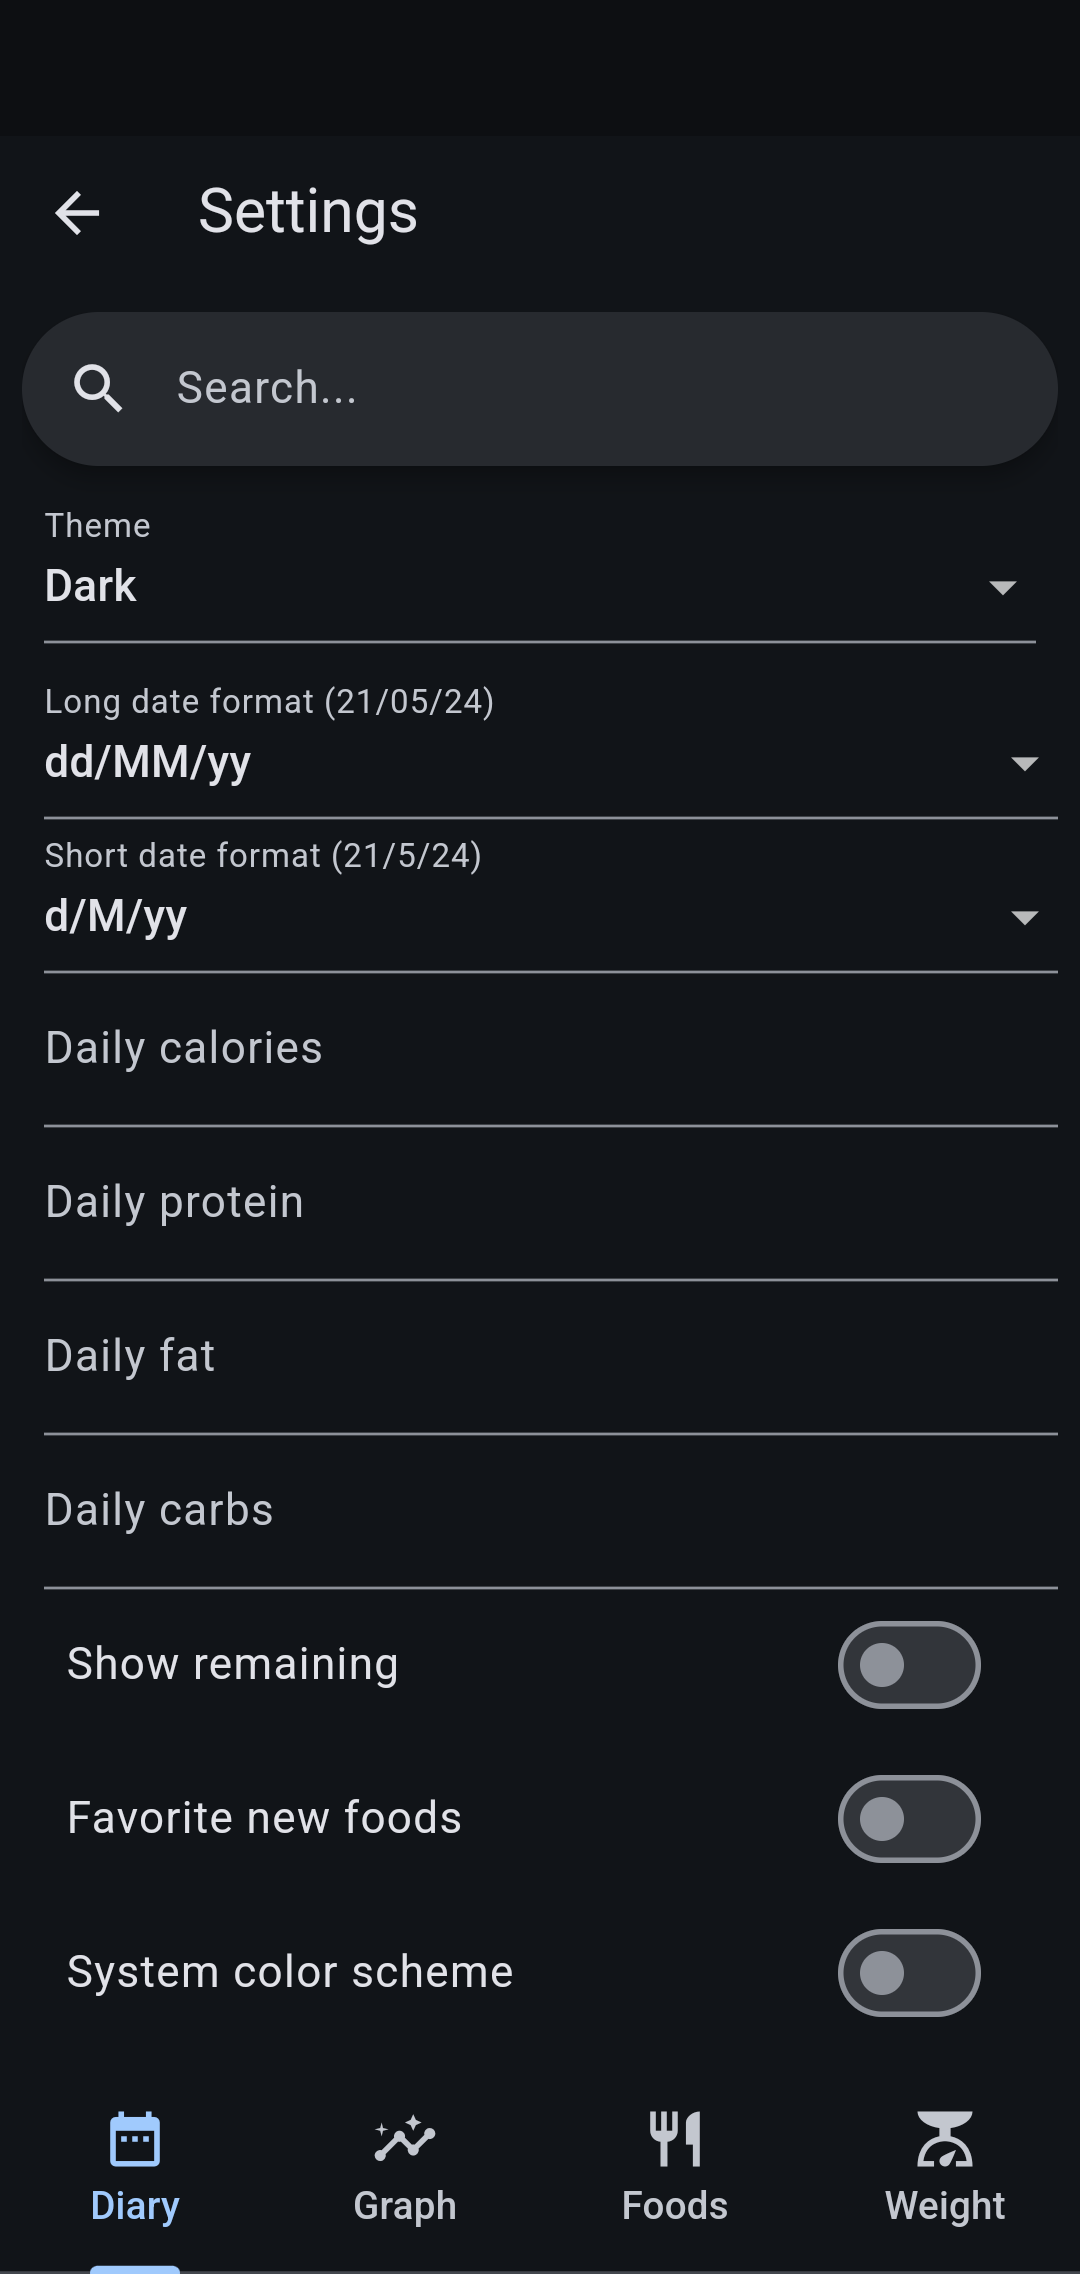 Settings
Search...
Theme
Dark
Long date format (21/05/24)
dd/MM/yy
Short date format (21/5/24)
d/M/yy
Daily calories
Daily protein
Daily fat
Daily carbs
Show remaining
Favorite new foods
System color scheme
Diary
Graph
Foods
Weight